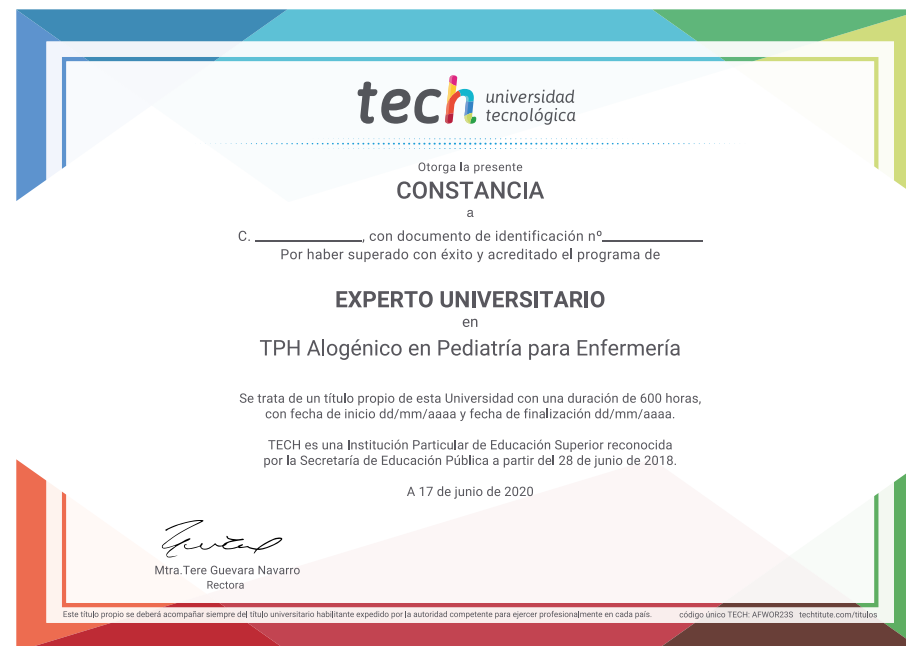 tech universidad
tecnológica
Otorga la presente
CONSTANCIA
a
C. ______________, con documento de identificación nº_____________
Por haber superado con éxito y acreditado el programa de
EXPERTO UNIVERSITARIO
en
TPH Alogénico en Pediatría para Enfermería
Se trata de un título propio de esta Universidad con una duración de 600 horas,
con fecha de inicio dd/mm/aaaa y fecha de finalización dd/mm/aaaa.
TECH es una Institución Particular de Educación Superior reconocida
por la Secretaría de Educación Pública a partir del 28 de junio de 2018.
A 17 de junio de 2020
Mtra.Tere Guevara Navarro
Rectora
Este título propio se deberá acompañar siempre del título universitario habilitante expedido por la autoridad competente para ejercer profesionalmente en cada país. código único TECH: AFWOR23S techtitute.com/títulos